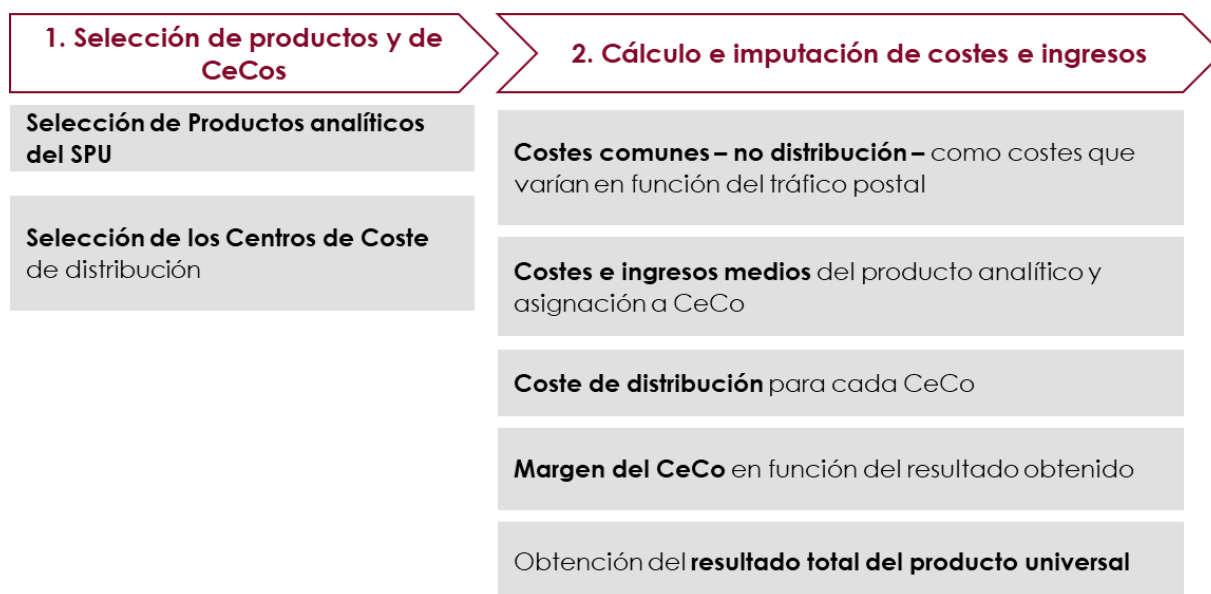 1. Selección de productos y de
CeCos
2. Cálculo e imputación de costes e ingresos
Selección de Productos analíticos
del SPU
Selección de los Centros de Coste
de distribución
Costes comunes – no distribución – como costes que
varían en función del tráfico postal
Costes e ingresos medios del producto analítico y
asignación a CeCo
Coste de distribución para cada CeCo
Margen del CeCo en función del resultado obtenido
Obtención del resultado total del producto universal